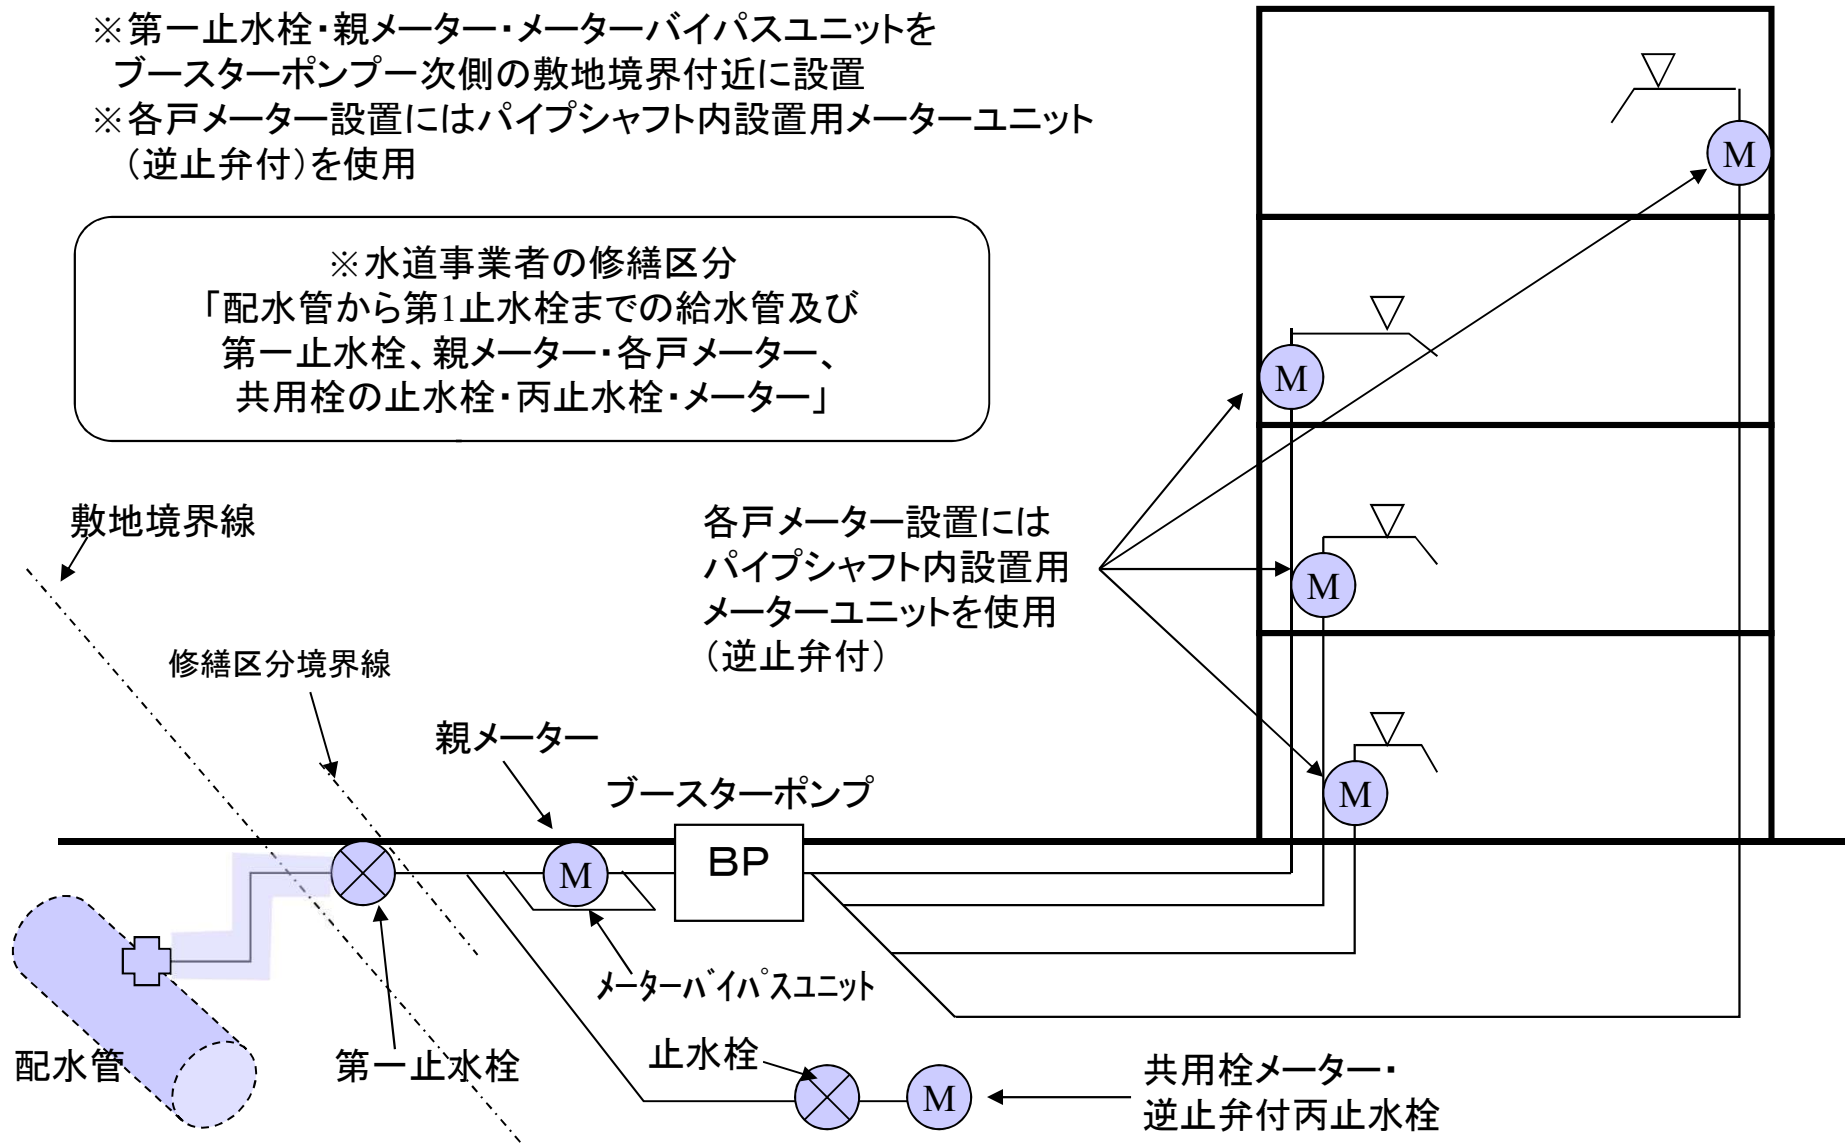 ※第一止水栓・親メーター・メーターバイパスユニットを
ブースターポンプ一次側の敷地境界付近に設置
※各戸メーター設置にはパイプシャフト内設置用メーターユニット
（逆止弁付）を使用
※水道事業者の修繕区分
「配水管から第1止水栓までの給水管及び
第一止水栓、親メーター・各戸メーター、
共用栓の止水栓・丙止水栓・メーター」
M
M
敷地境界線
各戸メーター設置には
パイプシャフト内設置用
メーターユニットを使用
（逆止弁付）
M
修繕区分境界線
親メーター
ブースターポンプ
M
BP
M
メーターバイパスユニット
配水管
第一止水栓
止水栓
M
共用栓メーター・
逆止弁付丙止水栓